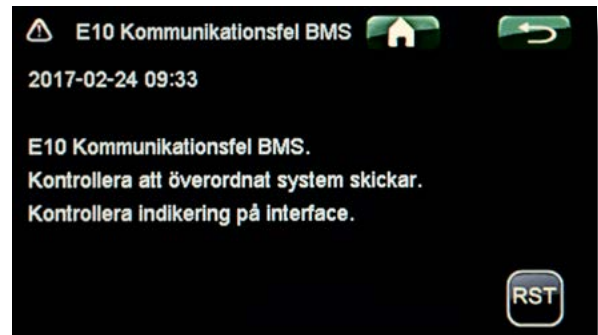 E10 Kommunikationsfel BMS
2017-02-24 09:33
E10 Kommunikationsfel BMS.
Kontrollera att överordnat system skickar.
Kontrollera indikering på interface.
RST